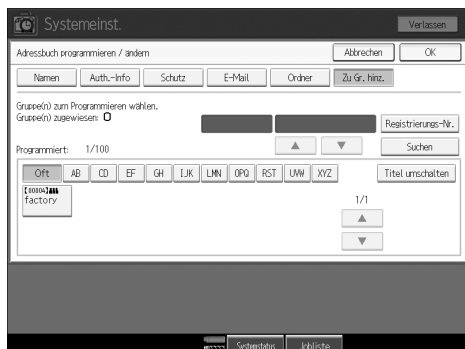 Systemeinst.
Verlassen
Adressbuch programmieren / ändern
Abbrechen
OK
Namen
Auth.-Info
Schutz
E-Mail
Ordner
Zu Gr. hinz.
Gruppe(n) zum Programmieren wählen.
Gruppe(n) zugewiesen: 0
Registrierungs-Nr.
Programmiert: 1/100
Suchen
Oft
AB
CD
EF
GH
IJK
LMN
OPQ
RST
UVW
XYZ
Titel umschalten
[00004]
factory
1/1
Systemstatus
Jobliste